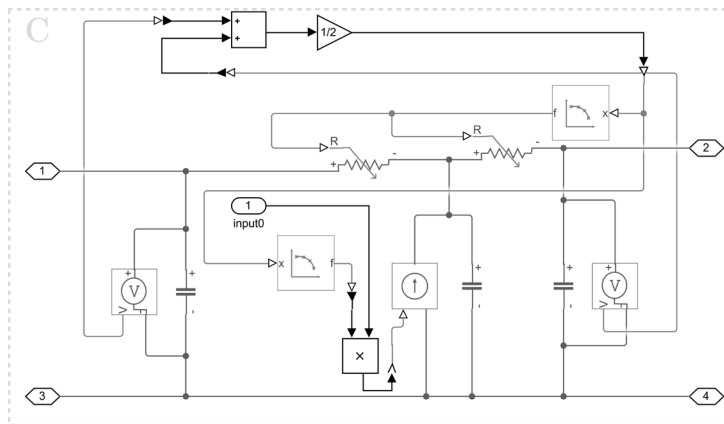 C
+
+
1/2
f
x
R
+
-
R
+
-
1
2
1
input0
x
f
+
V
V
+
-
+
-
+
-
+
V
V
×
3
4